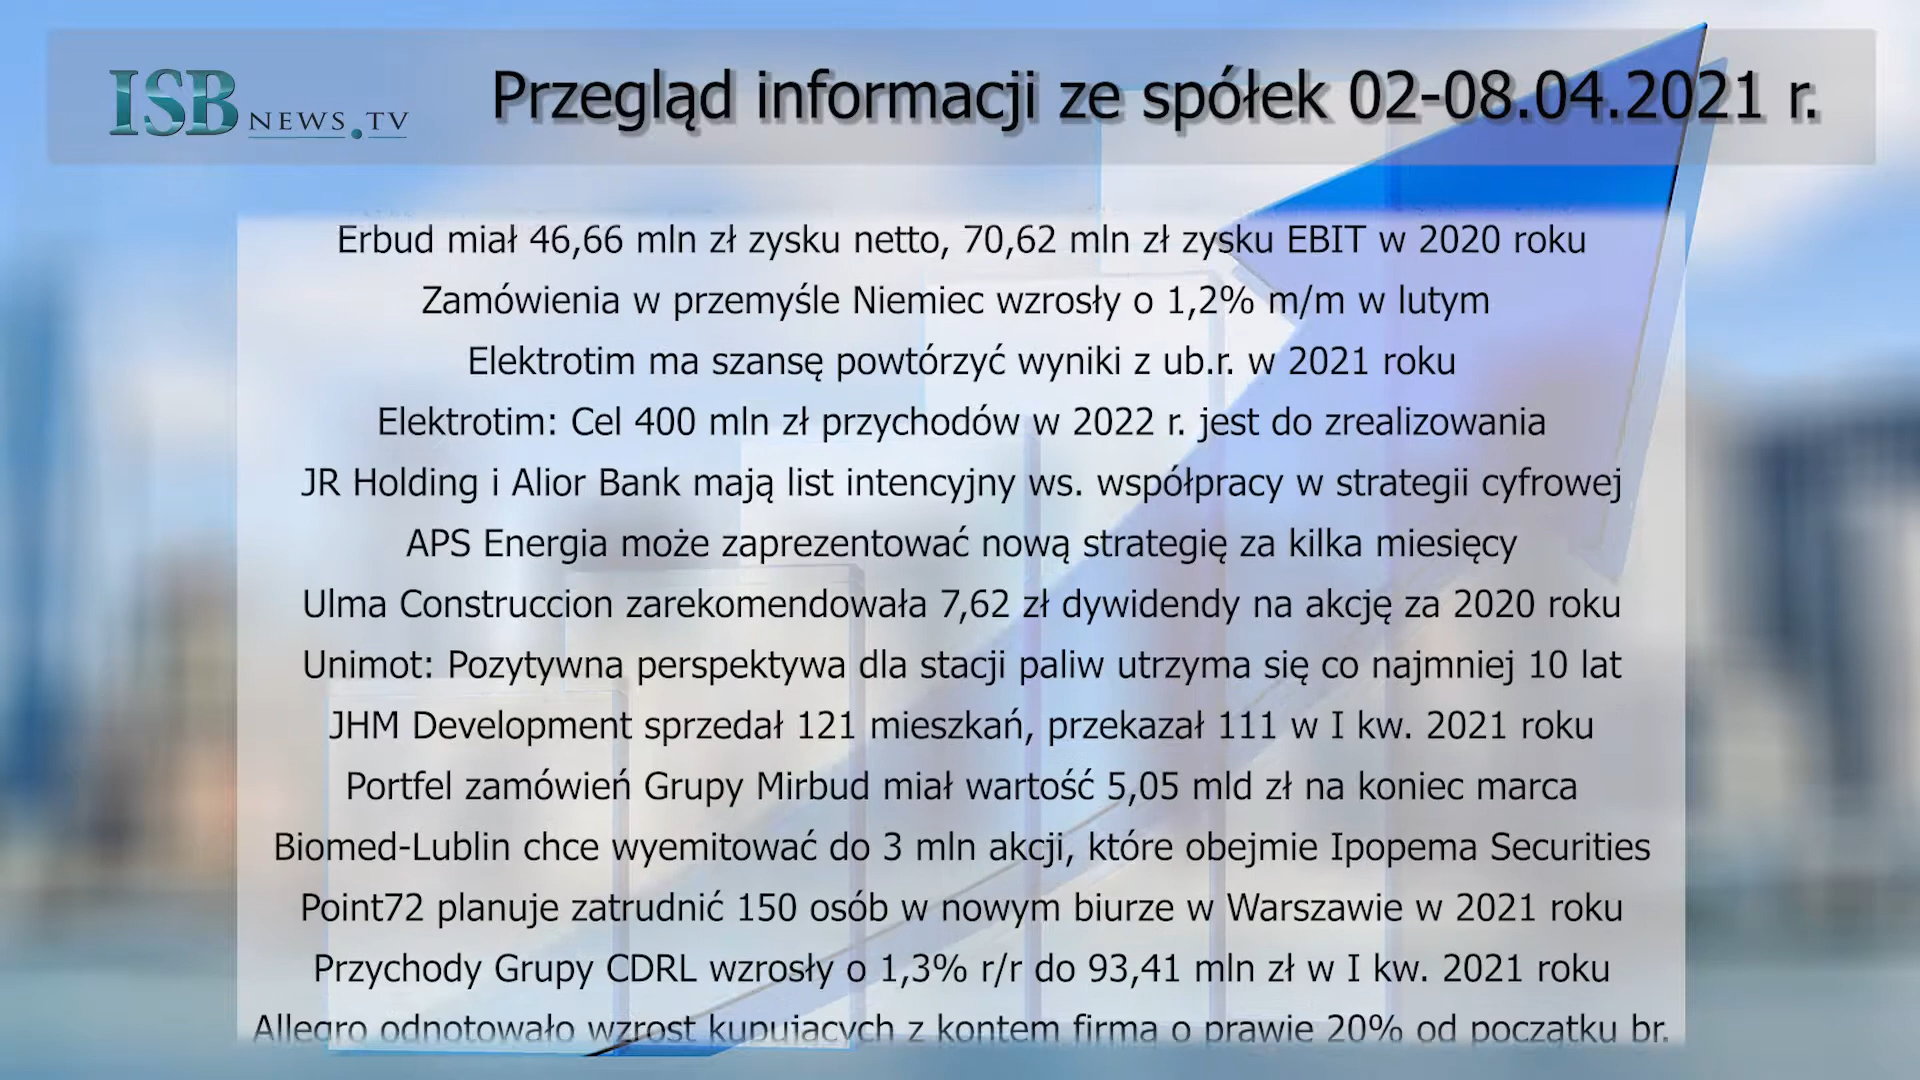 ISB NEWS.TV
Przegląd informacji ze spółek 02-08.04.2021 r.
Erbud miał 46,66 mln zł zysku netto, 70,62 mln zł zysku EBIT w 2020 roku
Zamówienia w przemyśle Niemiec wzrosły o 1,2% m/m w lutym
Elektrotim ma szansę powtórzyć wyniki z ub.r. w 2021 roku
Elektrotim: Cel 400 mln zł przychodów w 2022 r. jest do zrealizowania
JR Holding i Alior Bank mają list intencyjny ws. współpracy w strategii cyfrowej
APS Energia może zaprezentować nową strategię za kilka miesięcy
Ulma Construccion zarekomendowała 7,62 zł dywidendy na akcję za 2020 roku
Unimot: Pozytywna perspektywa dla stacji paliw utrzyma się co najmniej 10 lat
JHM Development sprzedał 121 mieszkań, przekazał 111 w I kw. 2021 roku
Portfel zamówień Grupy Mirbud miał wartość 5,05 mld zł na koniec marca
Biomed-Lublin chce wyemitować do 3 mln akcji, które obejmie Ipopema Securities
Point72 planuje zatrudnić 150 osób w nowym biurze w Warszawie w 2021 roku
Przychody Grupy CDRL wzrosły o 1,3% r/r do 93,41 mln zł w I kw. 2021 roku
Allegro odnotowało wzrost kupujących z kontem firma o prawie 20% od początku br.